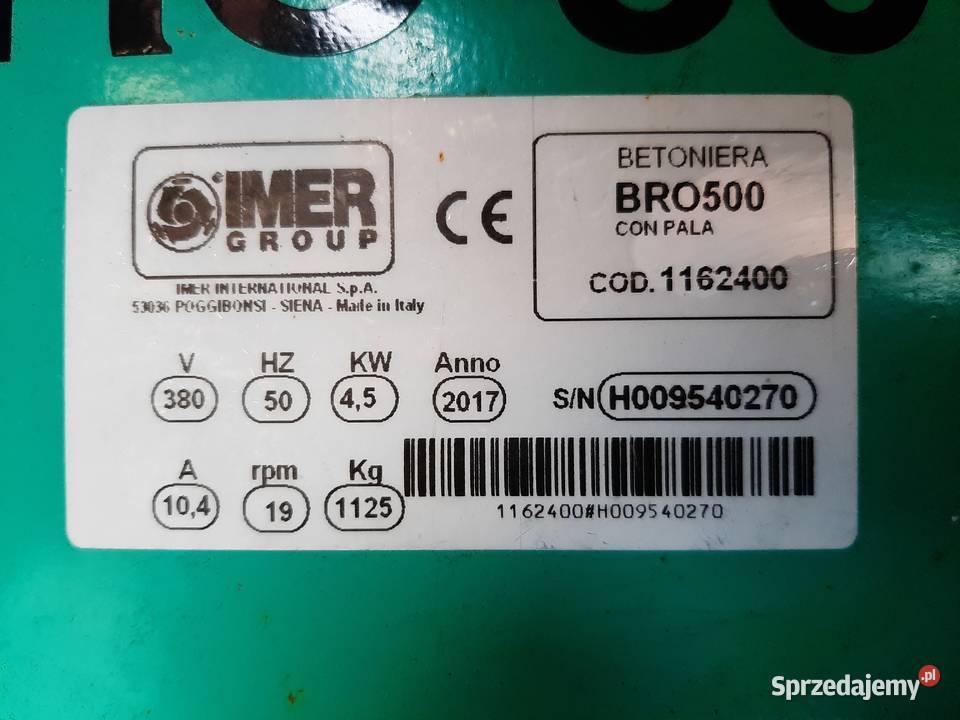 IMER
GROUP
IMER INTERNATIONAL S.p.A.
53036 POGGIBONSI - SIENA - Made in Italy
CE
BETONIERA
BRO500
CON PALA
COD. 1162400
V HZ KW Anno
380 50 4,5 2017
S/N H009540270
A rpm Kg
10,4 19 1125
1162400#H009540270
Sprzedajemy.pl